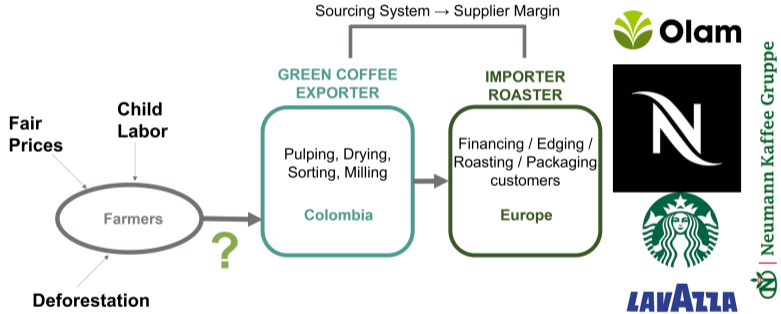 Sourcing System → Supplier Margin
GREEN COFFEE
EXPORTER
IMPORTER
ROASTER
Child
Labor
Fair
Prices
Farmers
Deforestation
?
Pulping, Drying,
Sorting, Milling
Colombia
Financing / Edging /
Roasting / Packaging
customers
Europe
Olam
N
LAVAZZA
N | Neumann Kaffee Gruppe